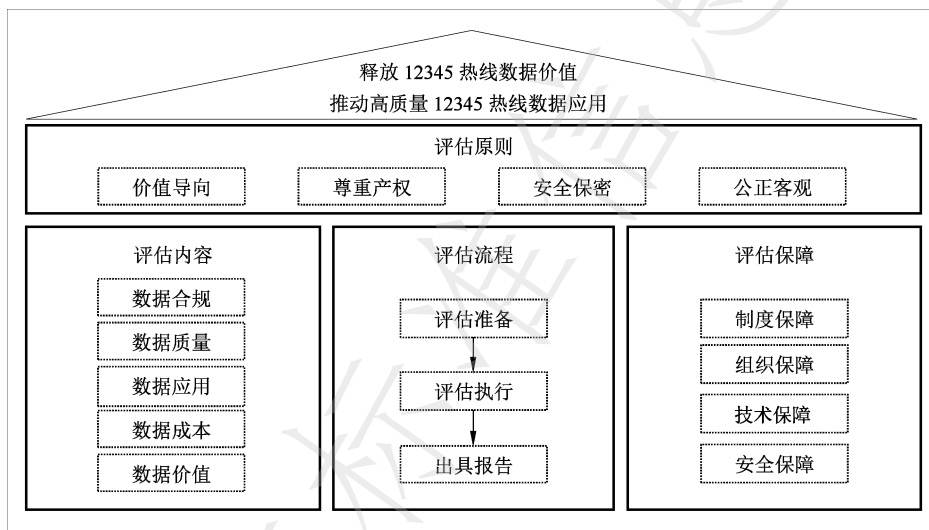 释放 12345 热线数据价值
推动高质量 12345 热线数据应用
评估原则
价值导向
尊重产权
安全保密
公正客观
评估内容
数据合规
数据质量
数据应用
数据成本
数据价值
评估流程
评估准备
评估执行
出具报告
评估保障
制度保障
组织保障
技术保障
安全保障